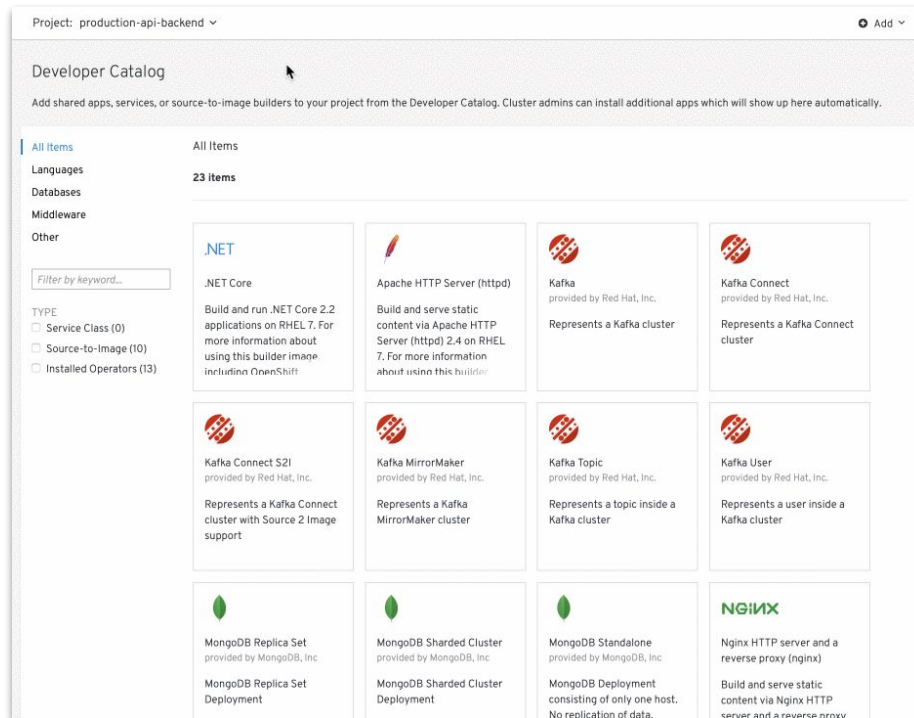 Project: production-api-backend
Add
Developer Catalog
Add shared apps, services, or source-to-image builders to your project from the Developer Catalog. Cluster admins can install additional apps which will show up here automatically.
All Items
Languages
Databases
Middleware
Other
Filter by keyword...
TYPE
Service Class (0)
Source-to-Image (10)
Installed Operators (13)
All Items
23 items
.NET
.NET Core
Build and run .NET Core 2.2
applications on RHEL 7. For
more information about
using this builder image,
including OpenShift
Apache HTTP Server (httpd)
Build and serve static
content via Apache HTTP
Server (httpd) 2.4 on RHEL
7. For more information
about using this builder
Kafka
provided by Red Hat, Inc.
Represents a Kafka cluster
Kafka Connect
provided by Red Hat, Inc.
Represents a Kafka Connect
cluster
Kafka Connect S2I
provided by Red Hat, Inc.
Represents a Kafka Connect
cluster with Source 2 Image
support
Kafka MirrorMaker
provided by Red Hat, Inc.
Represents a Kafka
MirrorMaker cluster
Kafka Topic
provided by Red Hat, Inc.
Represents a topic inside a
Kafka cluster
Kafka User
provided by Red Hat, Inc.
Represents a user inside a
Kafka cluster
MongoDB Replica Set
provided by MongoDB, Inc
MongoDB Replica Set
Deployment
MongoDB Sharded Cluster
provided by MongoDB, Inc
MongoDB Sharded Cluster
Deployment
MongoDB Standalone
provided by MongoDB, Inc
MongoDB Deployment
consisting of only one host.
No replication of data.
NGINX
Nginx HTTP server and a
reverse proxy (nginx)
Build and serve static
content via Nginx HTTP
server and a reverse proxy